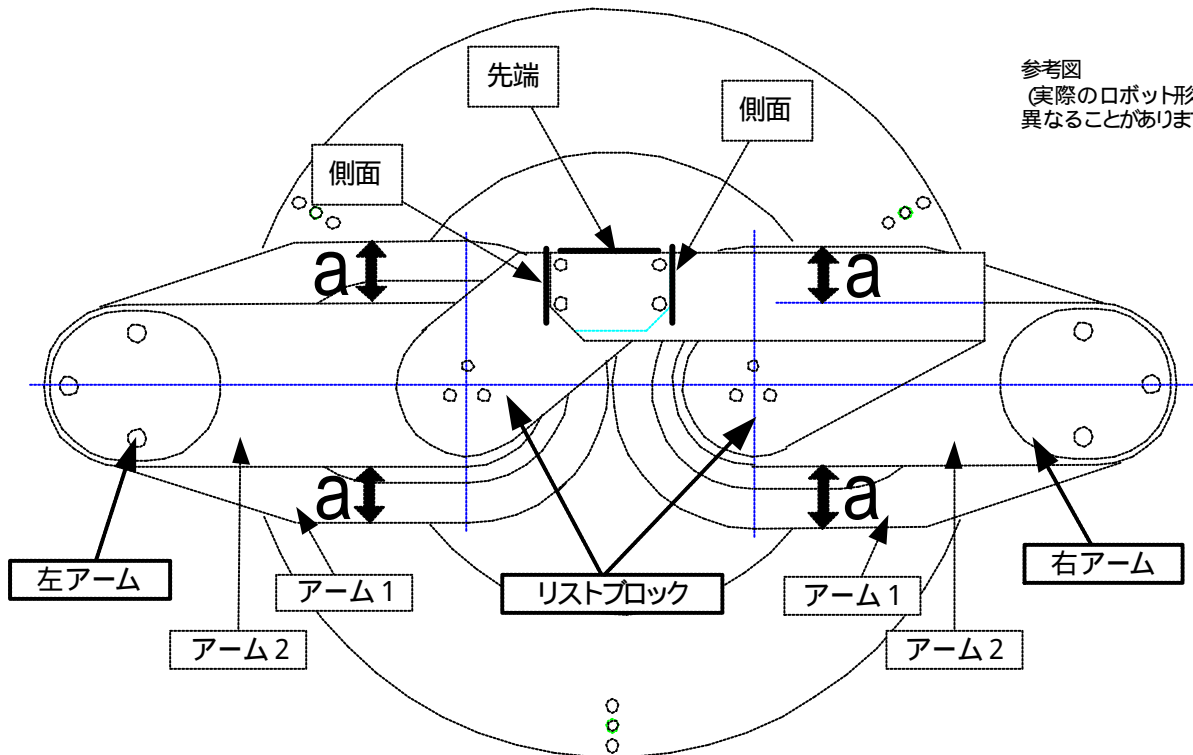 先端
参考図
(実際のロボット形
異なることがありま
側面
側面
a
a
a
a
左アーム
アーム1
リストブロック
アーム1
右アーム
アーム2
アーム2